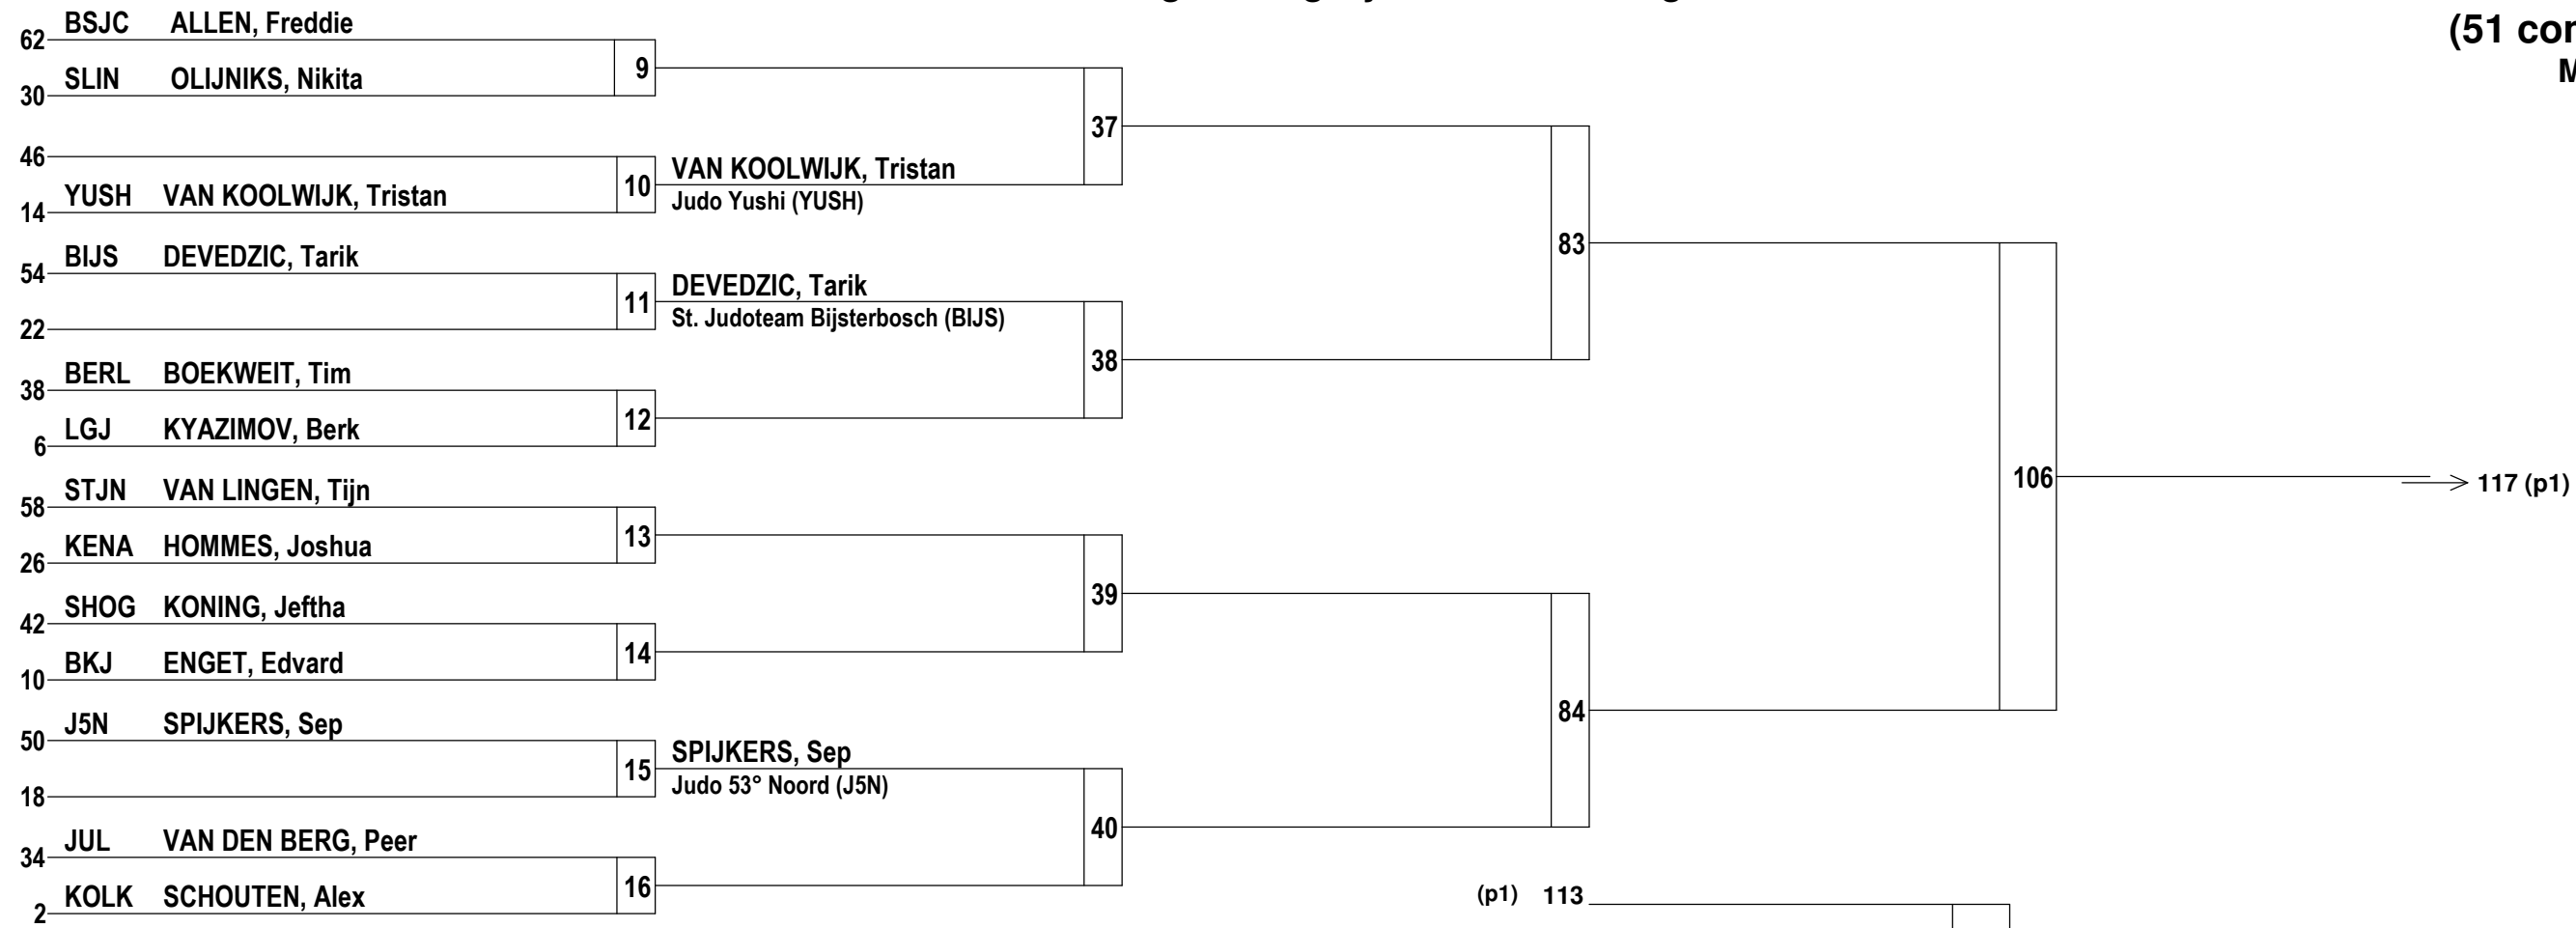 (51
62 BSJC ALLEN, Freddie
30 SLIN OLIJNIKS, Nikita
9
46
14 YUSH VAN KOOLWIJK, Tristan
10
VAN KOOLWIJK, Tristan
Judo Yushi (YUSH)
37
54 BIJS DEVEDZIC, Tarik
22
11
DEVEDZIC, Tarik
St. Judoteam Bijsterbosch (BIJS)
38 BERL BOEKWEIT, Tim
6 LGJ KYAZIMOV, Berk
12
38
83
58 STJN VAN LINGEN, Tijn
26 KENA HOMMES, Joshua
13
42 SHOG KONING, Jeftha
10 BKJ ENGET, Edvard
14
39
50 J5N SPIJKERS, Sep
18
15
SPIJKERS, Sep
Judo 53° Noord (J5N)
34 JUL VAN DEN BERG, Peer
2 KOLK SCHOUTEN, Alex
16
40
84
106
117 (p1)
(p1) 113